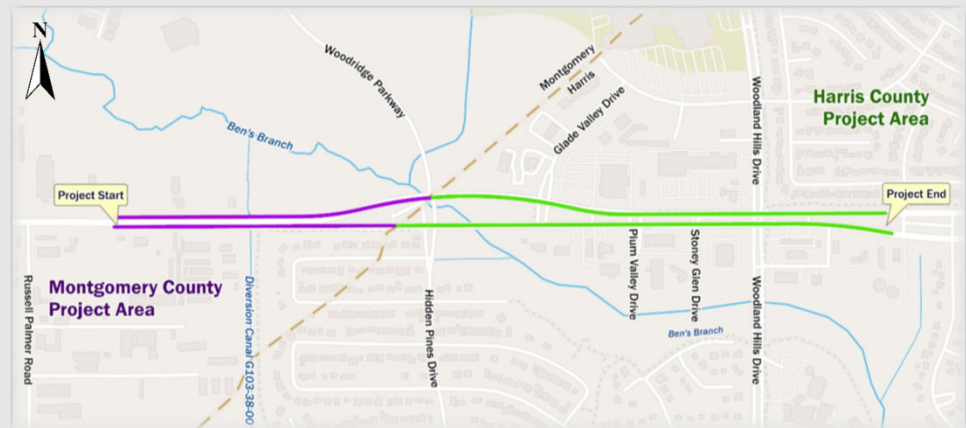 N
Woodridge Parkway
Montgomery
Harris
Glade Valley Drive
Woodland Hills Drive
Harris County
Project Area
Ben's Branch
Project Start
Project End
Montgomery County
Project Area
Russell Palmer Road
Diversion Canal G103-38-00
Hidden Pines Drive
Plum Valley Drive
Stoney Glen Drive
Woodland Hills Drive
Ben's Branch